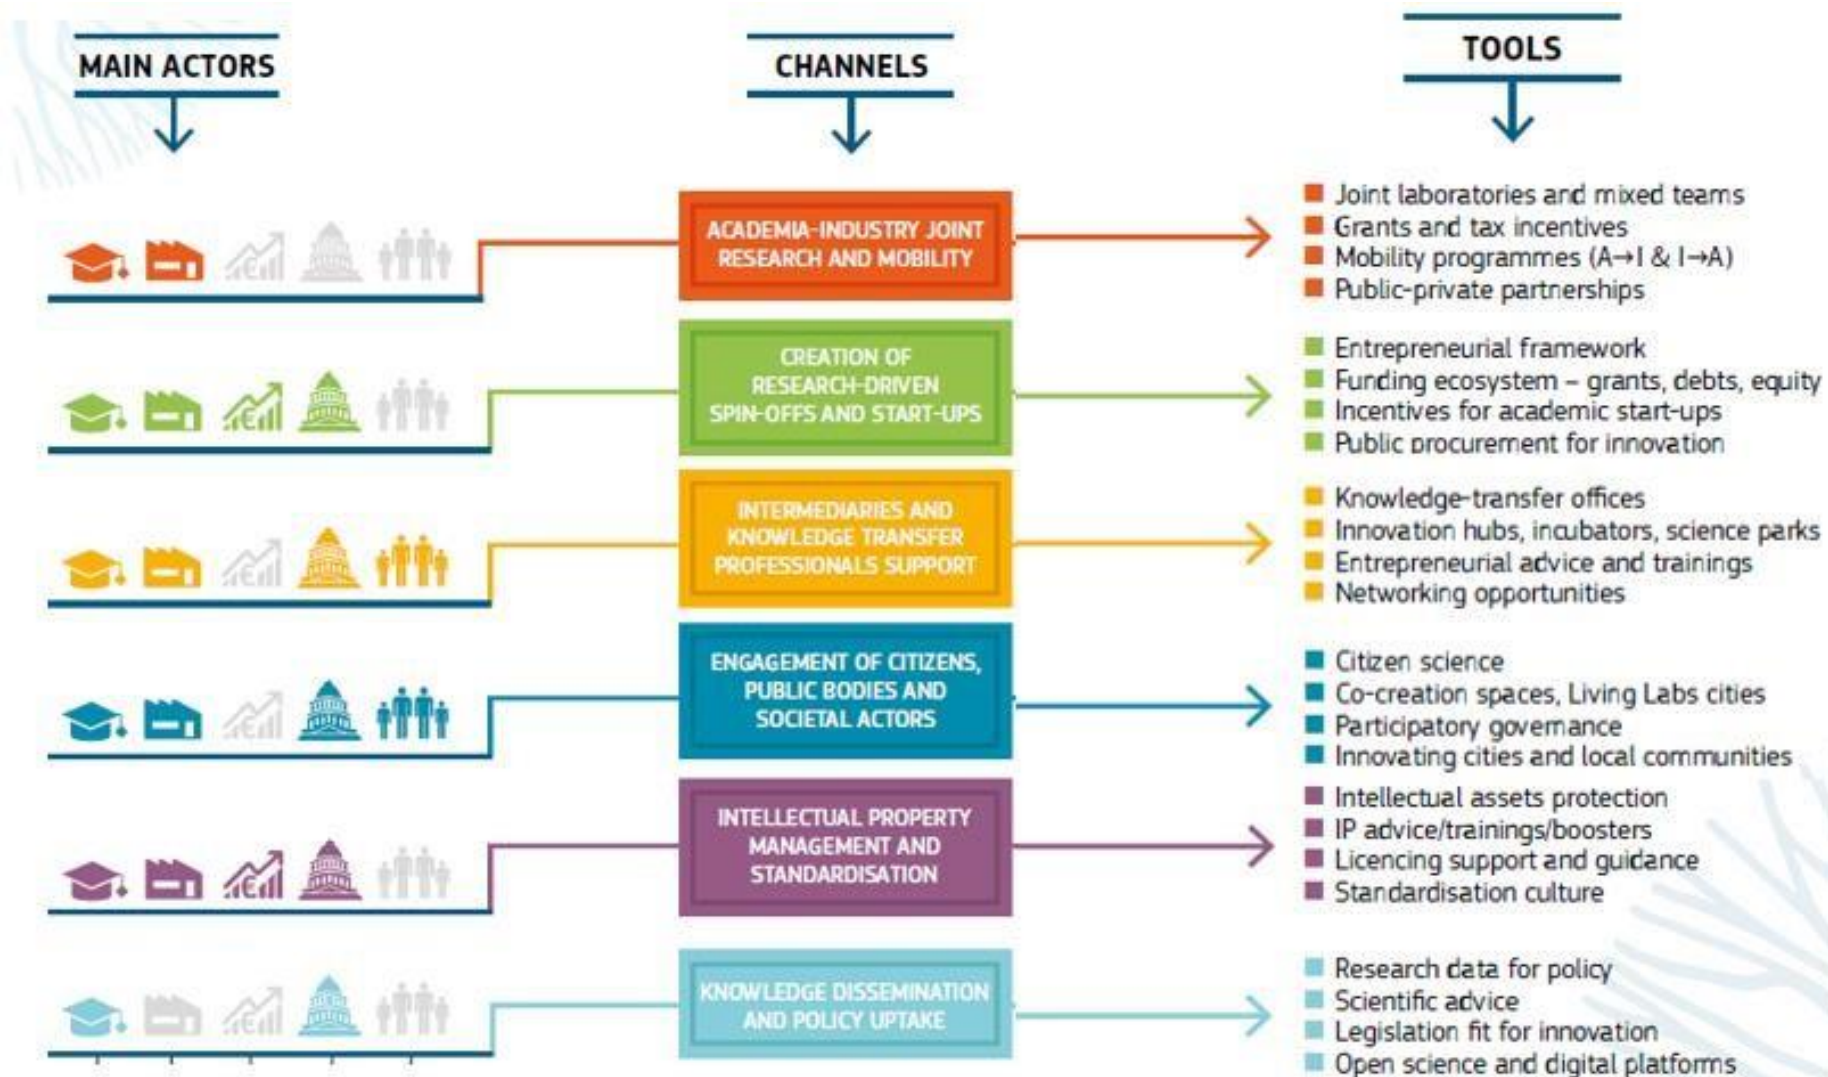 MAIN ACTORS
CHANNELS
TOOLS
ACADEMIA-INDUSTRY JOINT
RESEARCH AND MOBILITY
Joint laboratories and mixed teams
Grants and tax incentives
Mobility programmes (A→I & I→A)
Public-private partnerships
CREATION OF
RESEARCH-DRIVEN
SPIN-OFFS AND START-UPS
Entrepreneurial framework
Funding ecosystem – grants, debts, equity
Incentives for academic start-ups
Public procurement for innovation
INTERMEDIARIES AND
KNOWLEDGE TRANSFER
PROFESSIONALS SUPPORT
Knowledge-transfer offices
Innovation hubs, incubators, science parks
Entrepreneurial advice and trainings
Networking opportunities
ENGAGEMENT OF CITIZENS,
PUBLIC BODIES AND
SOCIETAL ACTORS
Citizen science
Co-creation spaces, Living Labs cities
Participatory governance
Innovating cities and local communities
INTELLECTUAL PROPERTY
MANAGEMENT AND
STANDARDISATION
Intellectual assets protection
IP advice/trainings/boosters
Licencing support and guidance
Standardisation culture
KNOWLEDGE DISSEMINATION
AND POLICY UPTAKE
Research data for policy
Scientific advice
Legislation fit for innovation
Open science and digital platforms